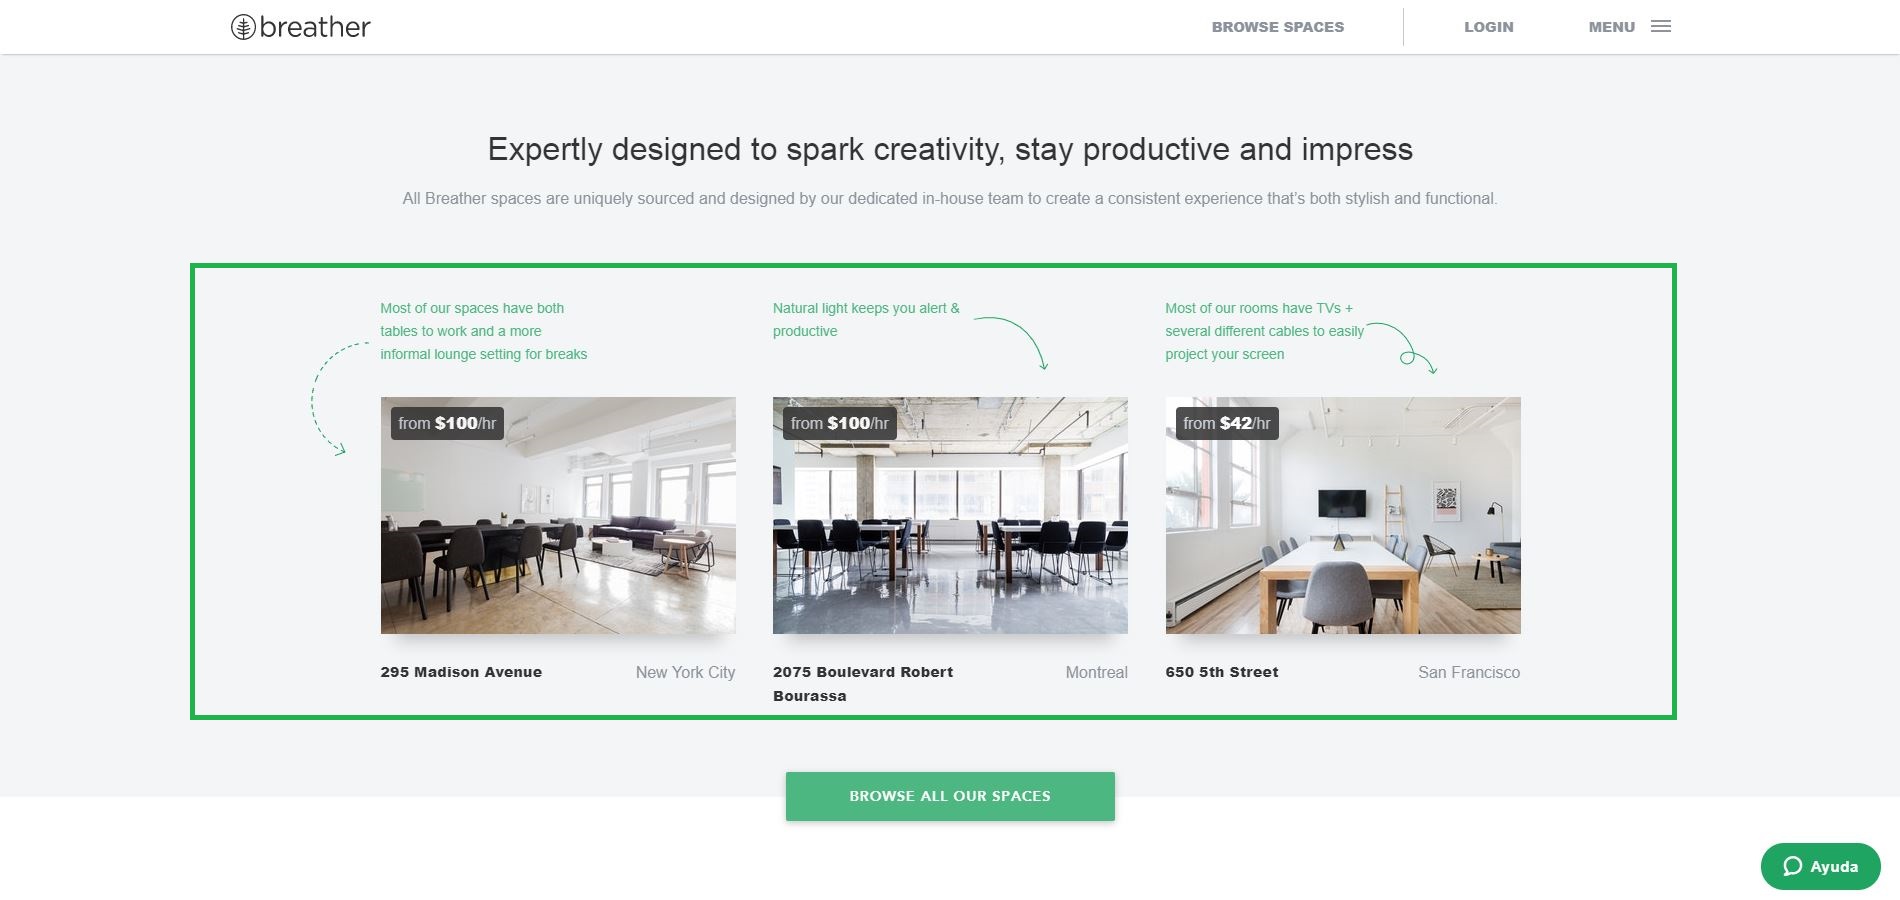 breather
BROWSE SPACES
LOGIN
MENU
Expertly designed to spark creativity, stay productive and impress
All Breather spaces are uniquely sourced and designed by our dedicated in-house team to create a consistent experience that’s both stylish and functional.
Most of our spaces have both
tables to work and a more
informal lounge setting for breaks
Natural light keeps you alert &
productive
Most of our rooms have TVs +
several different cables to easily
project your screen
from $100/hr
from $100/hr
from $42/hr
295 Madison Avenue
New York City
2075 Boulevard Robert
Bourassa
Montreal
650 5th Street
San Francisco
BROWSE ALL OUR SPACES
Ayuda